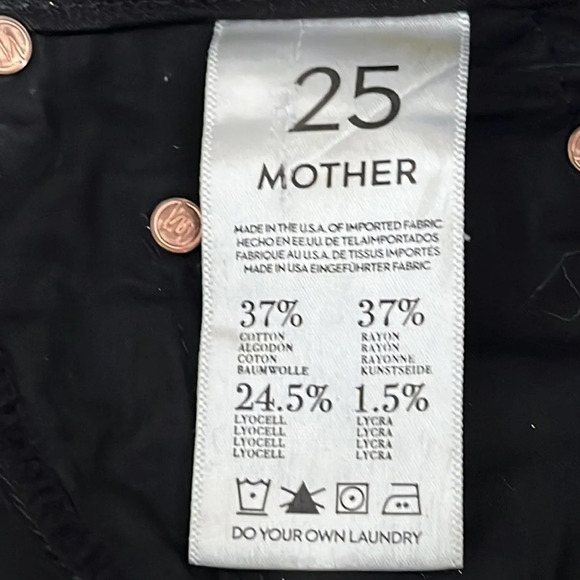 25
MOTHER
MADE IN THE U.S.A. OF IMPORTED FABRIC
HECHO EN EE.UU. DE TELA IMPORTADOS
FABRIQUE AU U.S.A. DE TISSUS IMPORTÉS
MADE IN USA EINGEFÜHRTER FABRIC
37% 37%
COTTON RAYON
ALGODON RAYON
COTON RAYONNE
BAUMWOLLE KUNSTSEIDE
24.5% 1.5%
LYOCELL LYCRA
LYOCELL LYCRA
LYOCELL LYCRA
LYOCELL LYCRA
DO YOUR OWN LAUNDRY